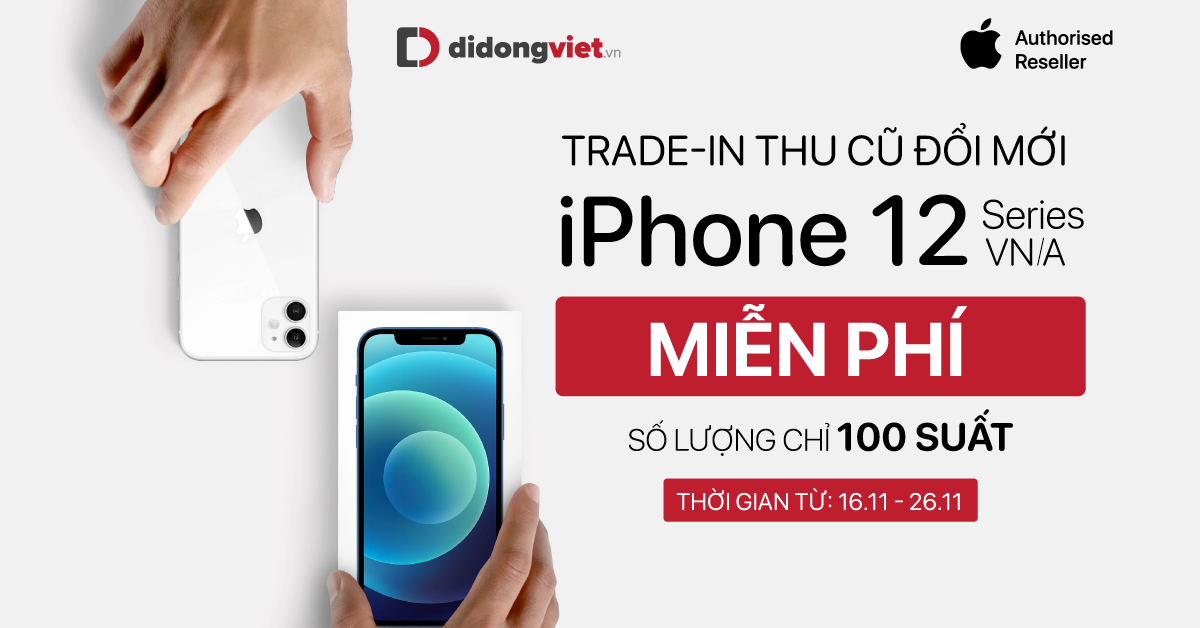 didongviet.vn
Authorised
Reseller
TRADE-IN THU CŨ ĐỔI MỚI
iPhone 12 Series
VN/A
MIỄN PHÍ
SỐ LƯỢNG CHỈ 100 SUẤT
THỜI GIAN TỪ: 16.11 - 26.11